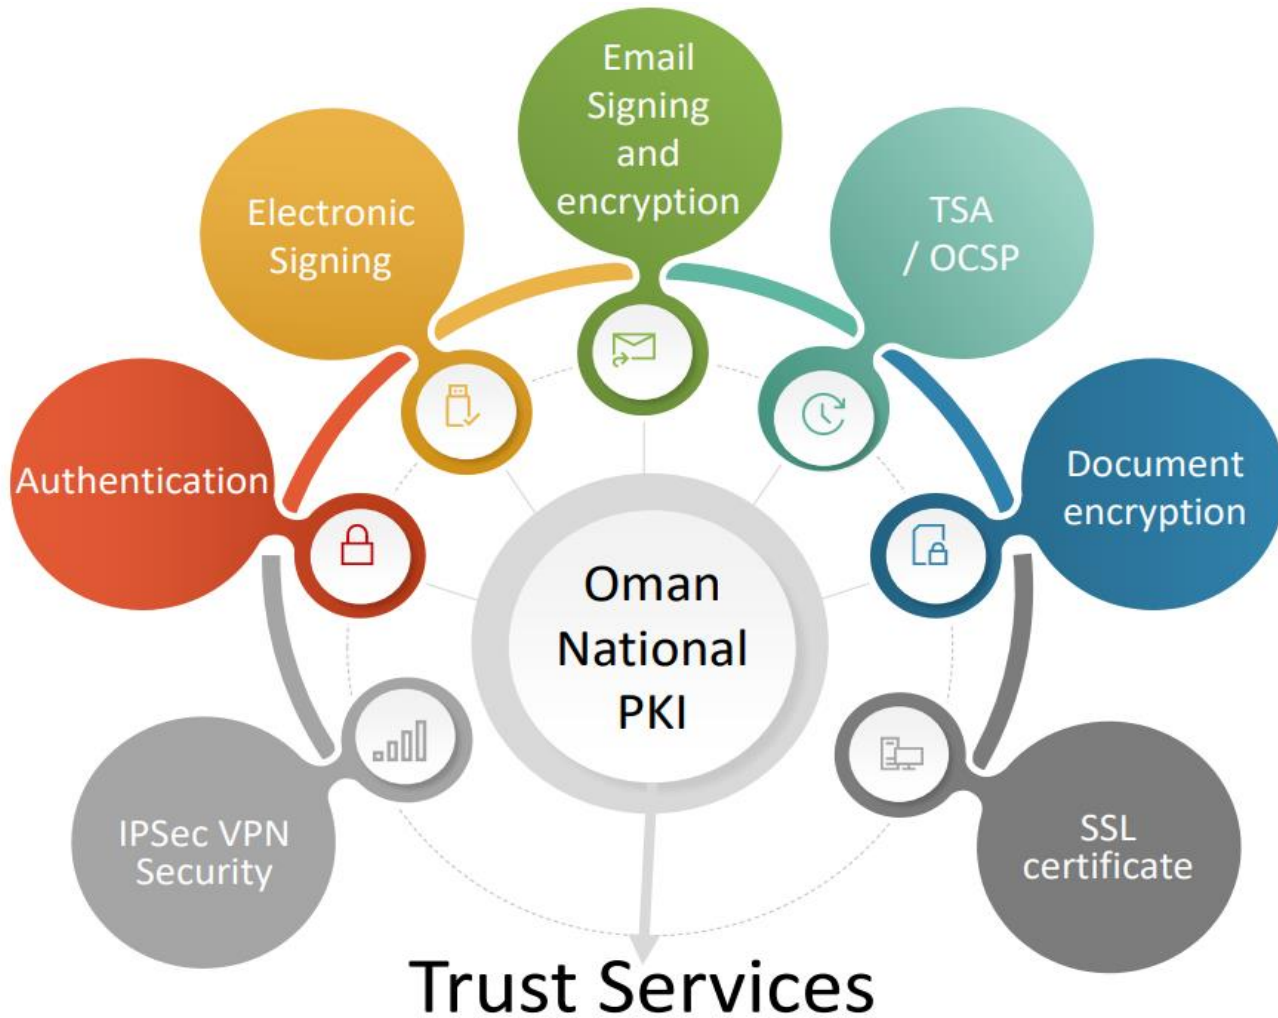 Email
Signing
and
encryption
Electronic
Signing
TSA
/ OCSP
Authentication
Document
encryption
Oman
National
PKI
IPSec VPN
Security
SSL
certificate
Trust Services